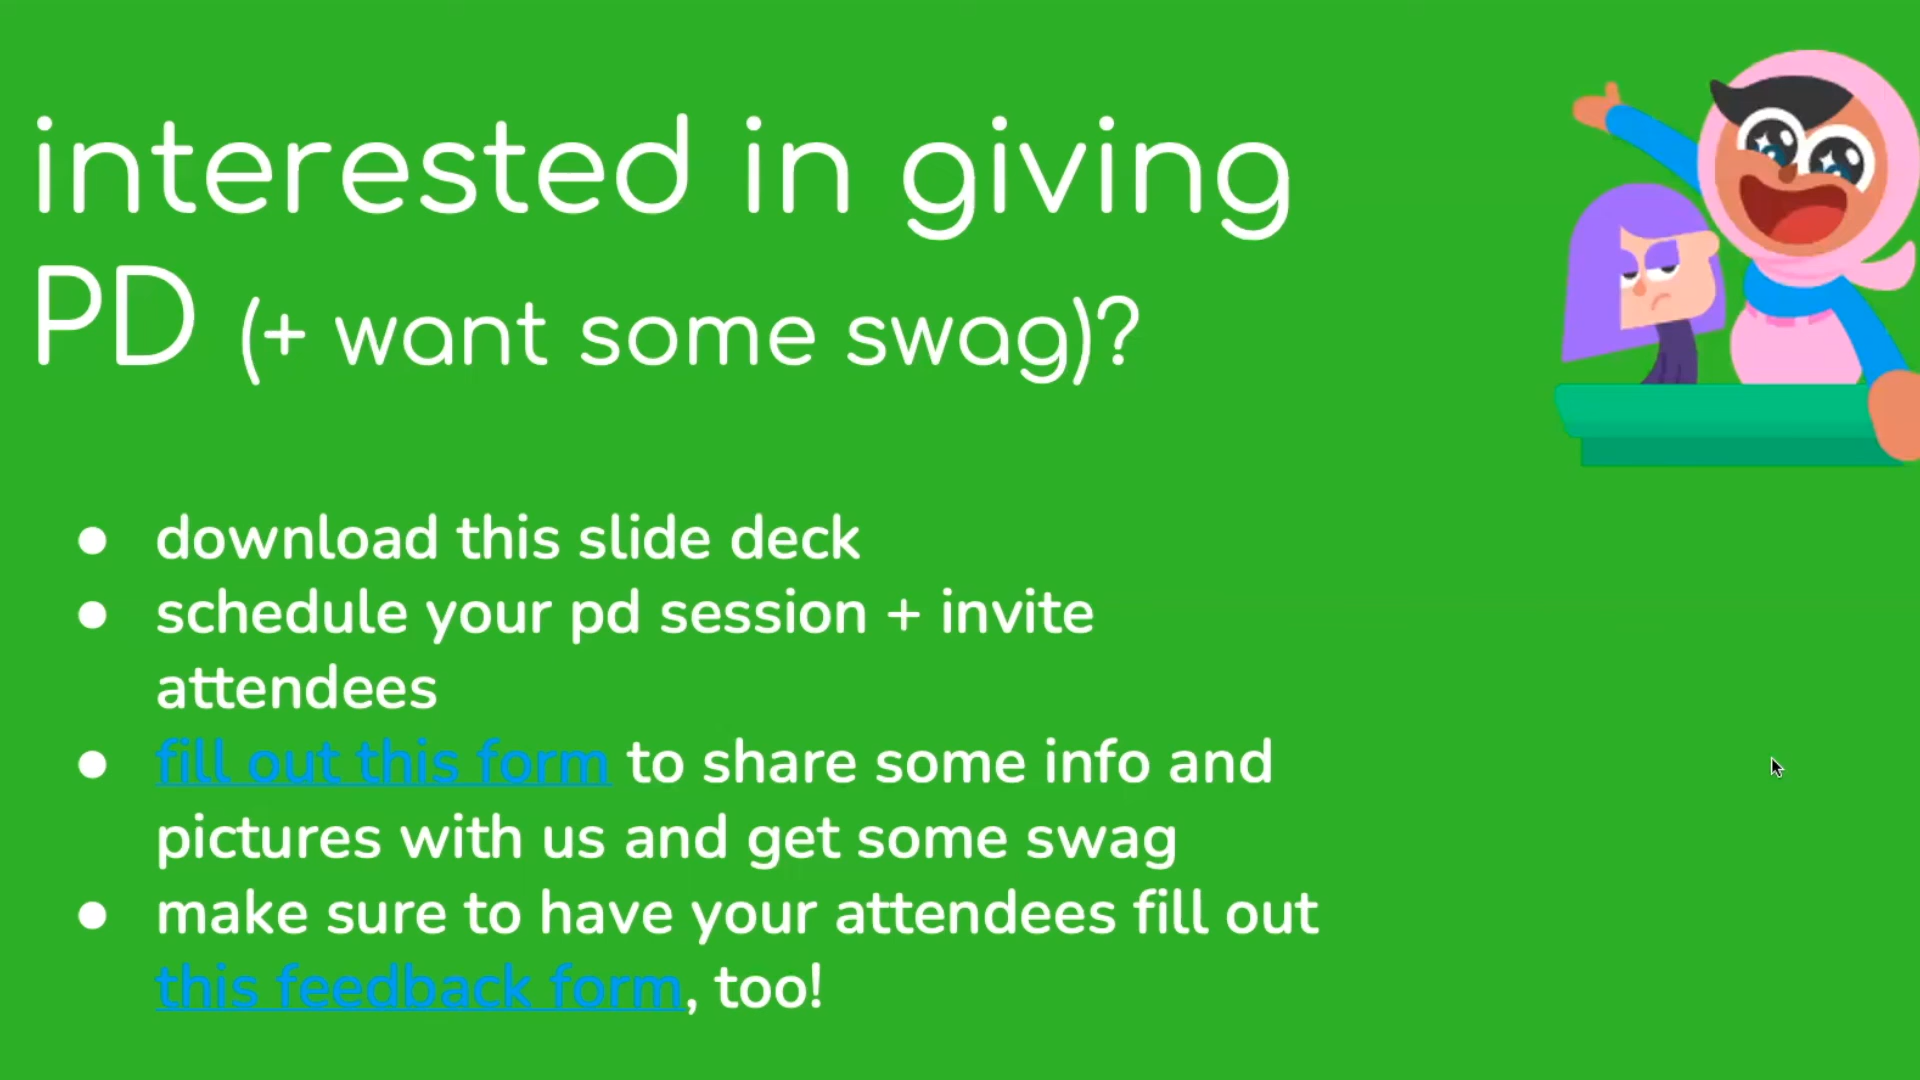 interested in giving
PD (+ want some swag)?
● download this slide deck
● schedule your pd session + invite
attendees
● fill out this form to share some info and
pictures with us and get some swag
● make sure to have your attendees fill out
this feedback form, too!